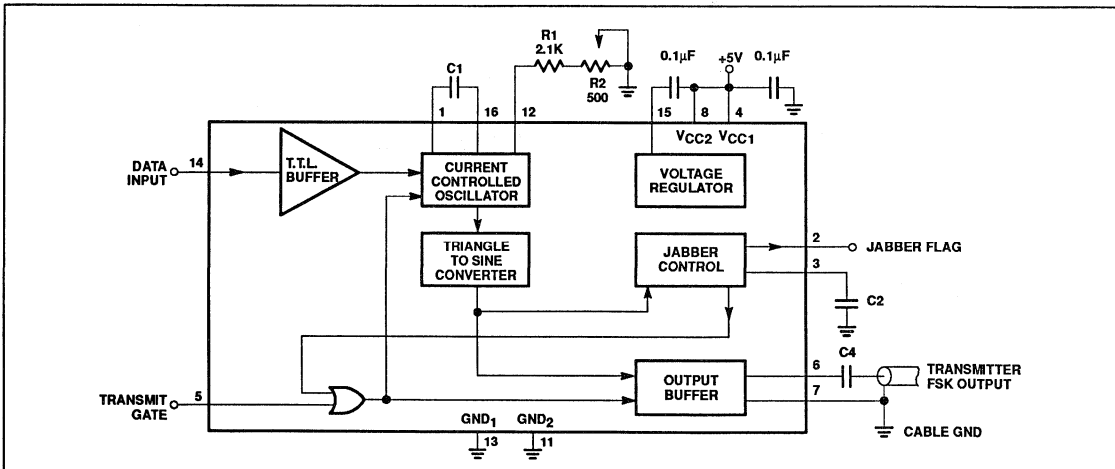 R1
2.1K
R2
500
C1
1
16
12
0.1µF
+5V
0.1µF
15
8
4
VCC2
VCC1
DATA
INPUT
14
T.T.L.
BUFFER
CURRENT
CONTROLLED
OSCILLATOR
VOLTAGE
REGULATOR
TRIANGLE
TO SINE
CONVERTER
JABBER
CONTROL
2
JABBER FLAG
3
C2
OUTPUT
BUFFER
6
C4
7
TRANSMITTER
FSK OUTPUT
CABLE GND
TRANSMIT
GATE
5
GND1
GND2
13
11